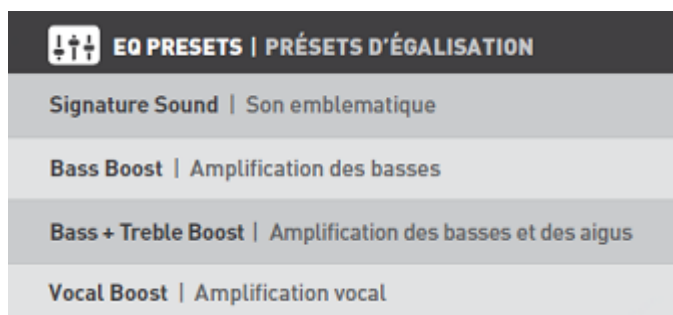 EQ PRESETS | PRÉSETS D'ÉGALISATION
Signature Sound | Son emblematique
Bass Boost | Amplification des basses
Bass + Treble Boost | Amplification des basses et des aigus
Vocal Boost | Amplification vocal